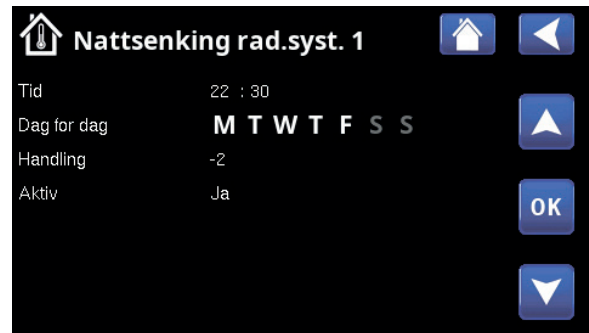 Nattsenking rad.syst. 1
Tid 22 : 30
Dag for dag M T W T F S S
Handling -2
Aktiv Ja
OK